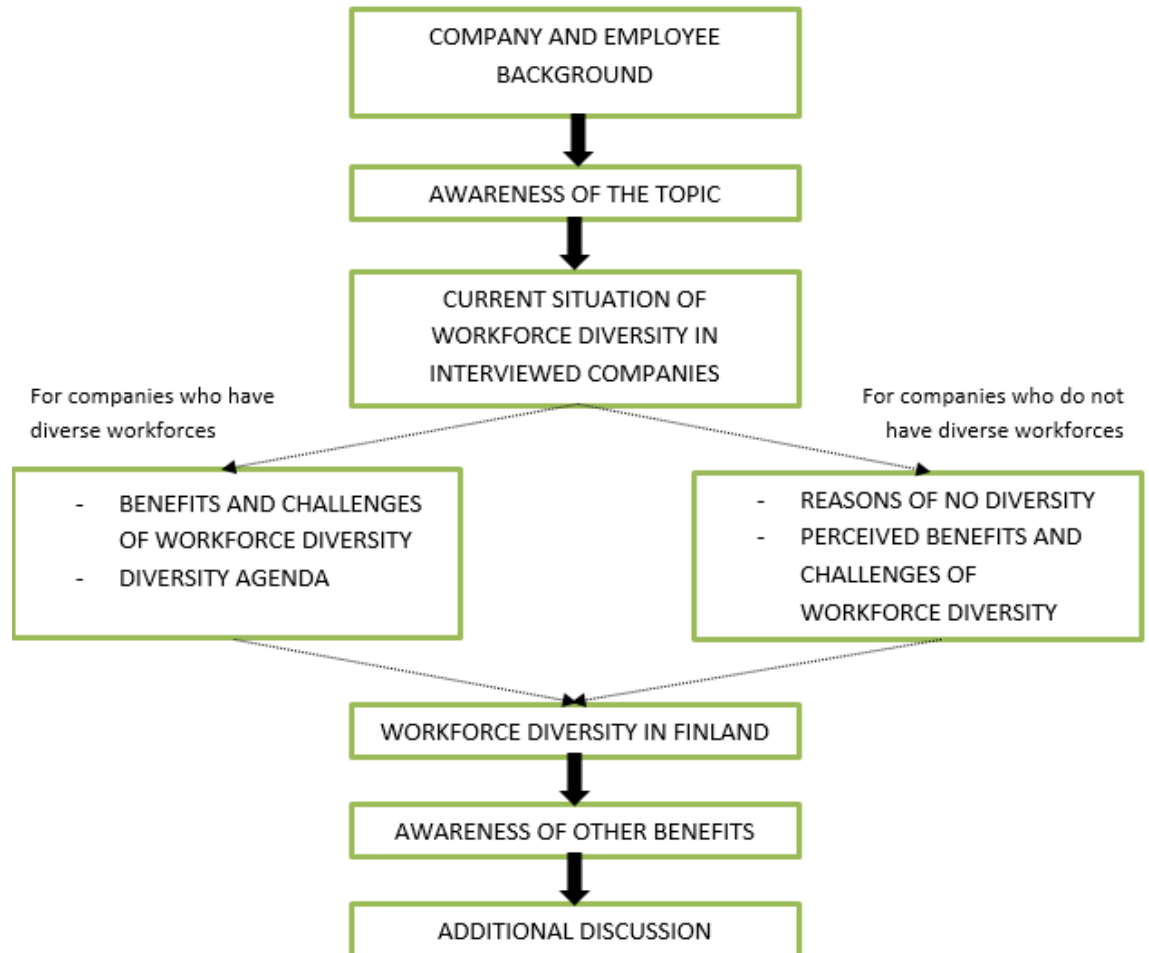 COMPANY AND EMPLOYEE
BACKGROUND
AWARENESS OF THE TOPIC
CURRENT SITUATION OF
WORKFORCE DIVERSITY IN
INTERVIEWED COMPANIES
For companies who have
diverse workforces
For companies who do not
have diverse workforces
- BENEFITS AND CHALLENGES
OF WORKFORCE DIVERSITY
- DIVERSITY AGENDA
- REASONS OF NO DIVERSITY
- PERCEIVED BENEFITS AND
CHALLENGES OF
WORKFORCE DIVERSITY
WORKFORCE DIVERSITY IN FINLAND
AWARENESS OF OTHER BENEFITS
ADDITIONAL DISCUSSION